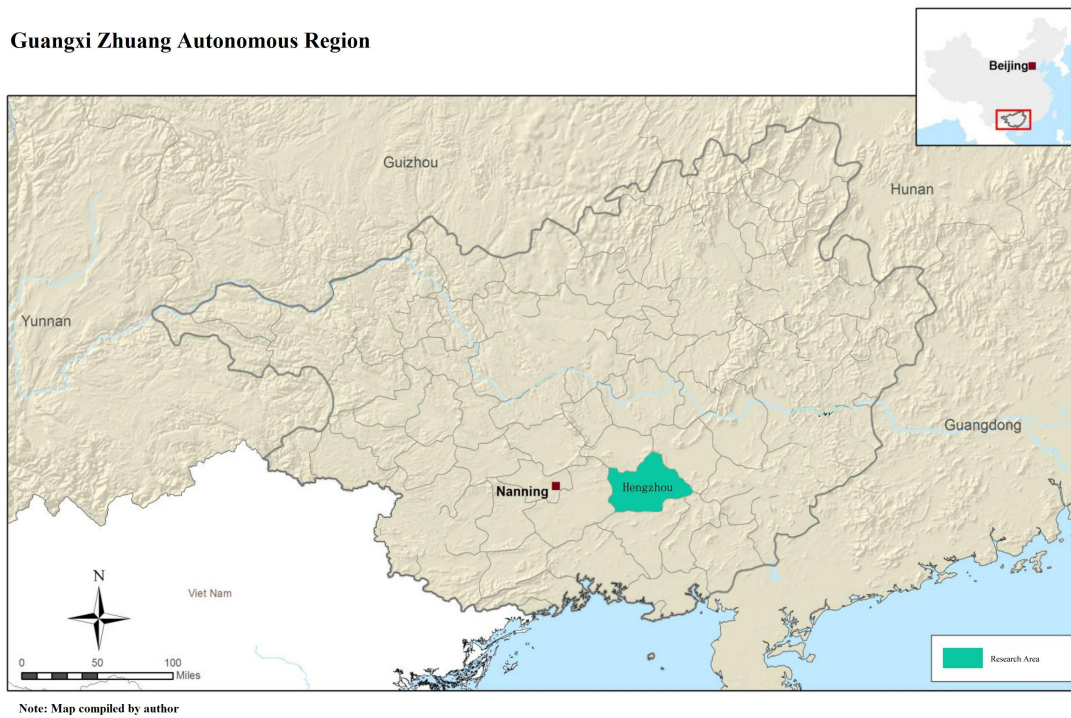 Guangxi Zhuang Autonomous Region
Beijing
Guizhou
Hunan
Yunnan
Guangdong
Nanning
Hengzhou
N
Viet Nam
0 50 100
Miles
Research Area
Note: Map compiled by author